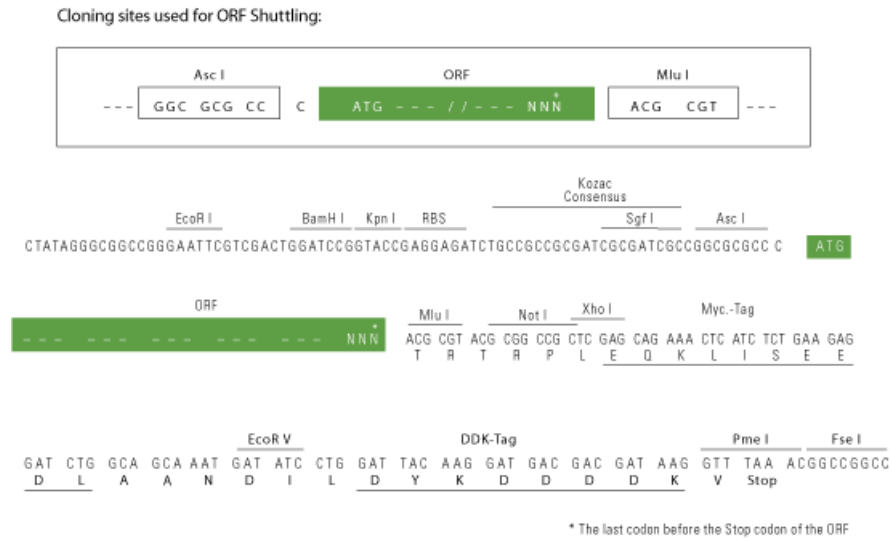 Cloning sites used for ORF Shuttling:
Asc I ORF Mlu I
--- GGC GCG CC C ATG --- // --- NNN* ACG CGT ---
Kozac
Consensus
EcoR I BamH I Kpn I RBS Sgf I Asc I
CTATAGGGCGGCCGGGAATTCGTCGACTGGATCCGGTACCGAGGAGATCTGCCGCCGCGATCGCGATCGCCGGCGCGCC C ATG
ORF Mlu I Not I Xho I Myc.-Tag
--- --- --- --- --- --- NNN* ACG CGT ACG CGG CCG CTC GAG CAG AAA CTC ATC TCT GAA GAG
T R T R P L E Q K L I S E E
EcoR V DDK-Tag Pme I Fse I
GAT CTG GCA GCA AAT GAT ATC CTG GAT TAC AAG GAT GAC GAC GAT AAG GTT TAA ACGGCCGGCC
D L A A N D I L D Y K D D D D K V Stop
* The last codon before the Stop codon of the ORF